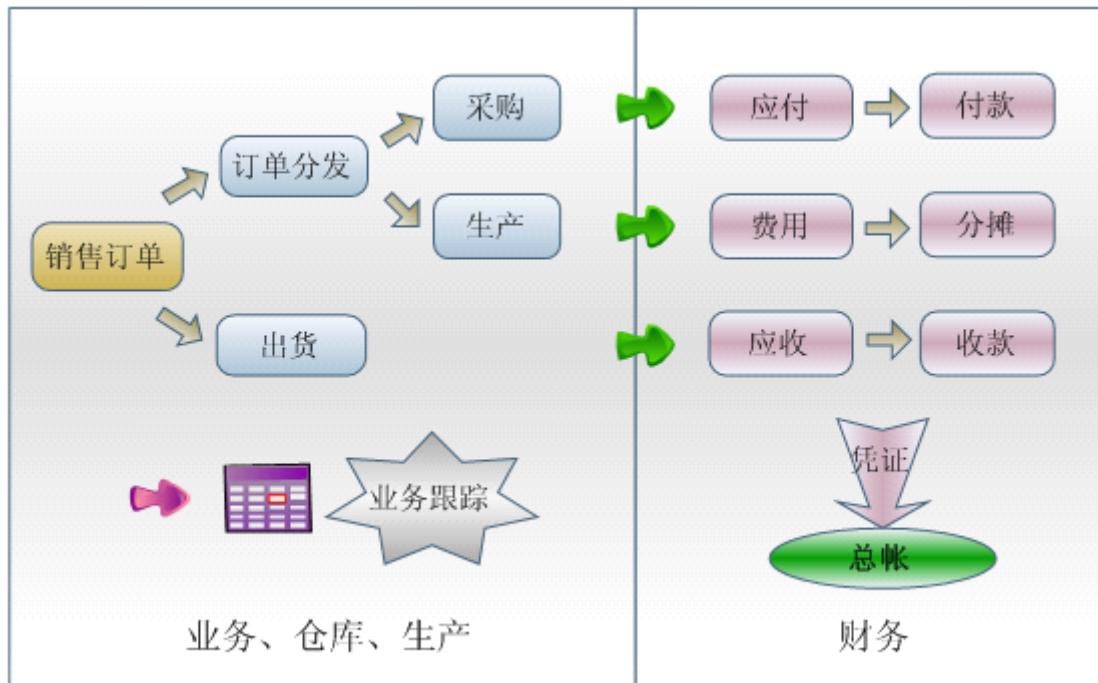 采购
应付
付款
订单分发
生产
费用
分摊
销售订单
出货
应收
收款
凭证
业务跟踪
总帐
业务、仓库、生产
财务